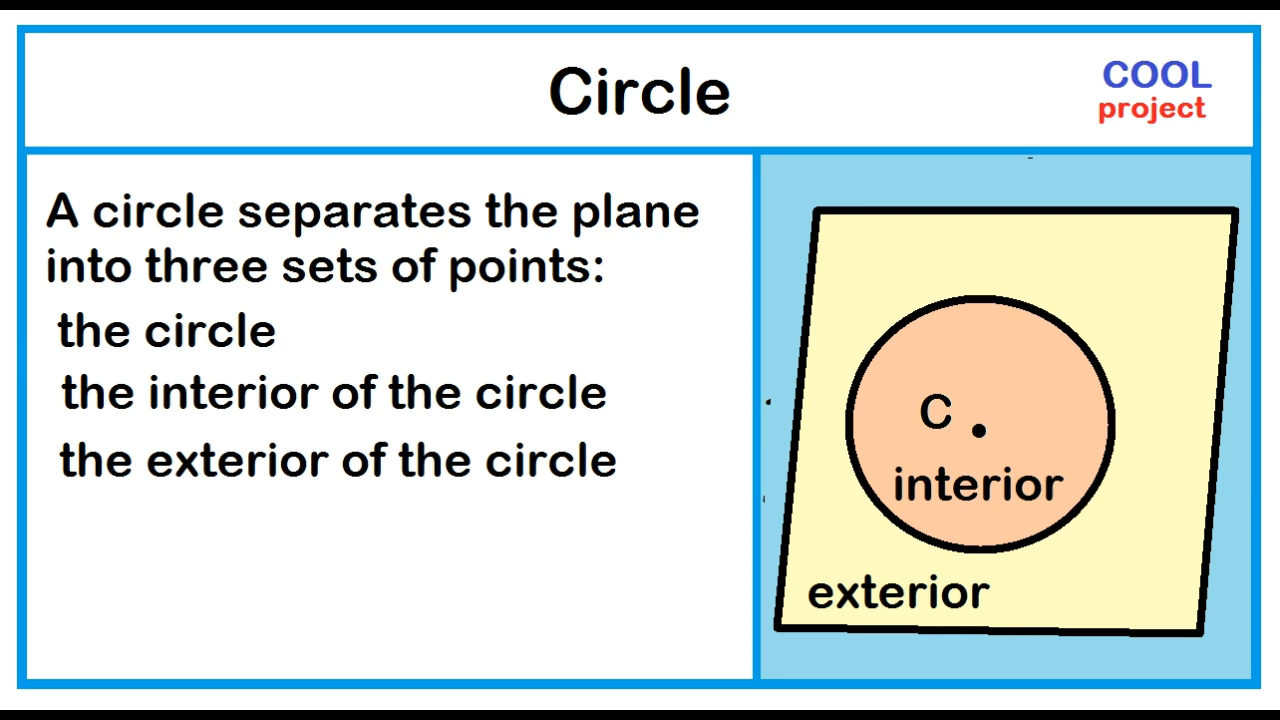 Circle
COOL
project
A circle separates the plane
into three sets of points:
the circle
the interior of the circle
the exterior of the circle
C
interior
exterior